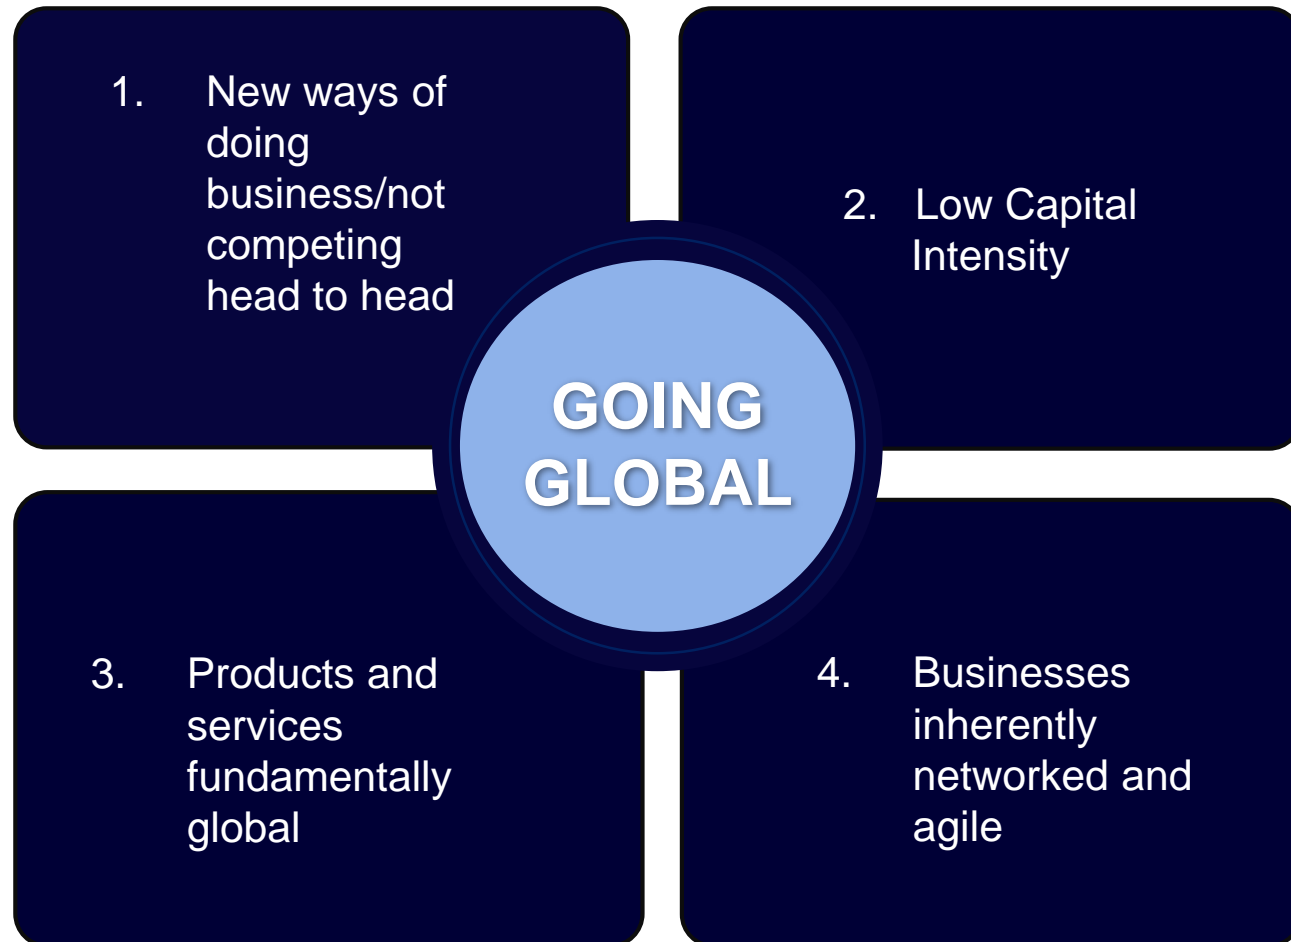 1. New ways of
doing
business/not
competing
head to head
2. Low Capital
Intensity
GOING
GLOBAL
3. Products and
services
fundamentally
global
4. Businesses
inherently
networked and
agile